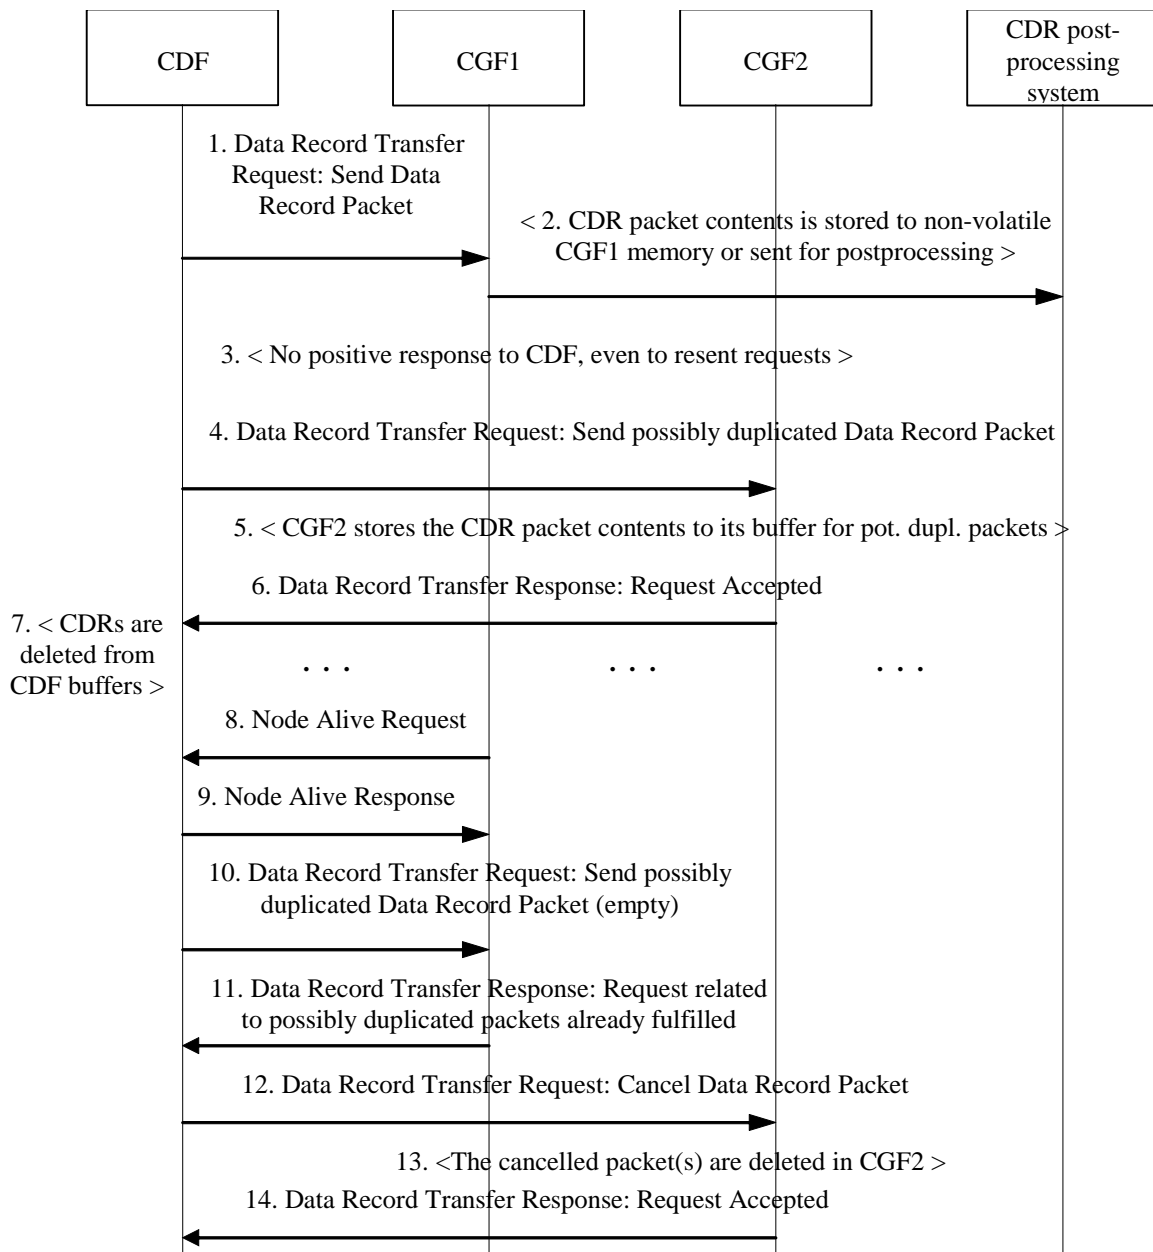 CDF
CGF1
CGF2
CDR post-
processing
system
1. Data Record Transfer
Request: Send Data
Record Packet
< 2. CDR packet contents is stored to non-volatile
CGF1 memory or sent for postprocessing >
3. < No positive response to CDF, even to resent requests >
4. Data Record Transfer Request: Send possibly duplicated Data Record Packet
5. < CGF2 stores the CDR packet contents to its buffer for pot. dupl. packets >
6. Data Record Transfer Response: Request Accepted
7. < CDRs are
deleted from
CDF buffers >
. . .
. . .
. . .
8. Node Alive Request
9. Node Alive Response
10. Data Record Transfer Request: Send possibly
duplicated Data Record Packet (empty)
11. Data Record Transfer Response: Request related
to possibly duplicated packets already fulfilled
12. Data Record Transfer Request: Cancel Data Record Packet
13. <The cancelled packet(s) are deleted in CGF2 >
14. Data Record Transfer Response: Request Accepted